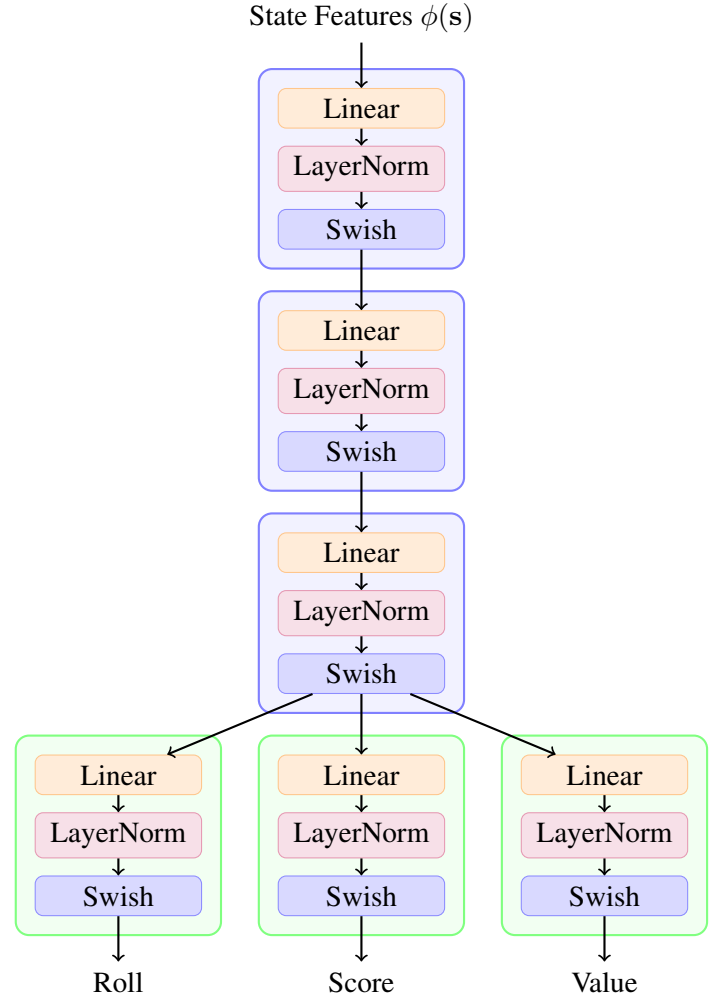 State Features ϕ(s)
Linear
LayerNorm
Swish
Linear
LayerNorm
Swish
Linear
LayerNorm
Swish
Linear Linear Linear
LayerNorm LayerNorm LayerNorm
Swish Swish Swish
Roll Score Value